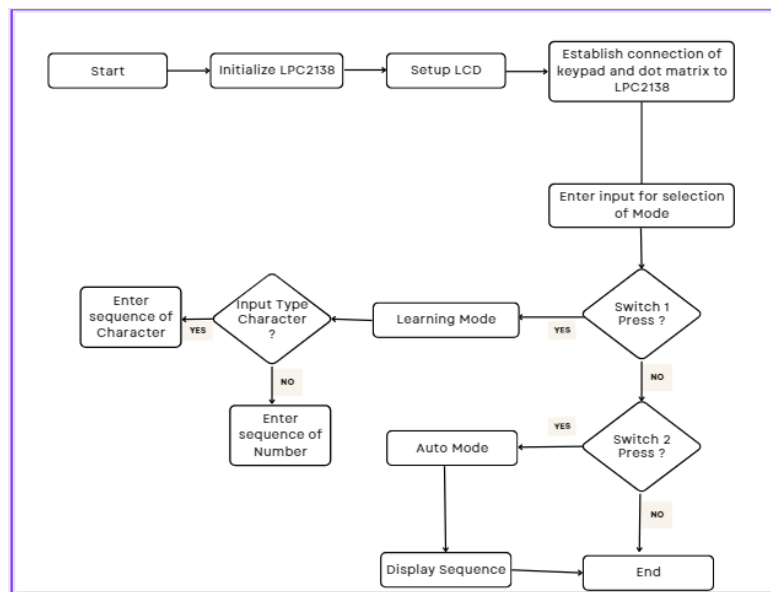 Start
Initialize LPC2138
Setup LCD
Establish connection of
keypad and dot matrix to
LPC2138
Enter input for selection
of Mode
Switch 1
Press ?
YES
Learning Mode
Input Type
Character
?
YES
Enter
sequence of
Character
NO
Enter
sequence of
Number
NO
Switch 2
Press ?
YES
Auto Mode
Display Sequence
NO
End